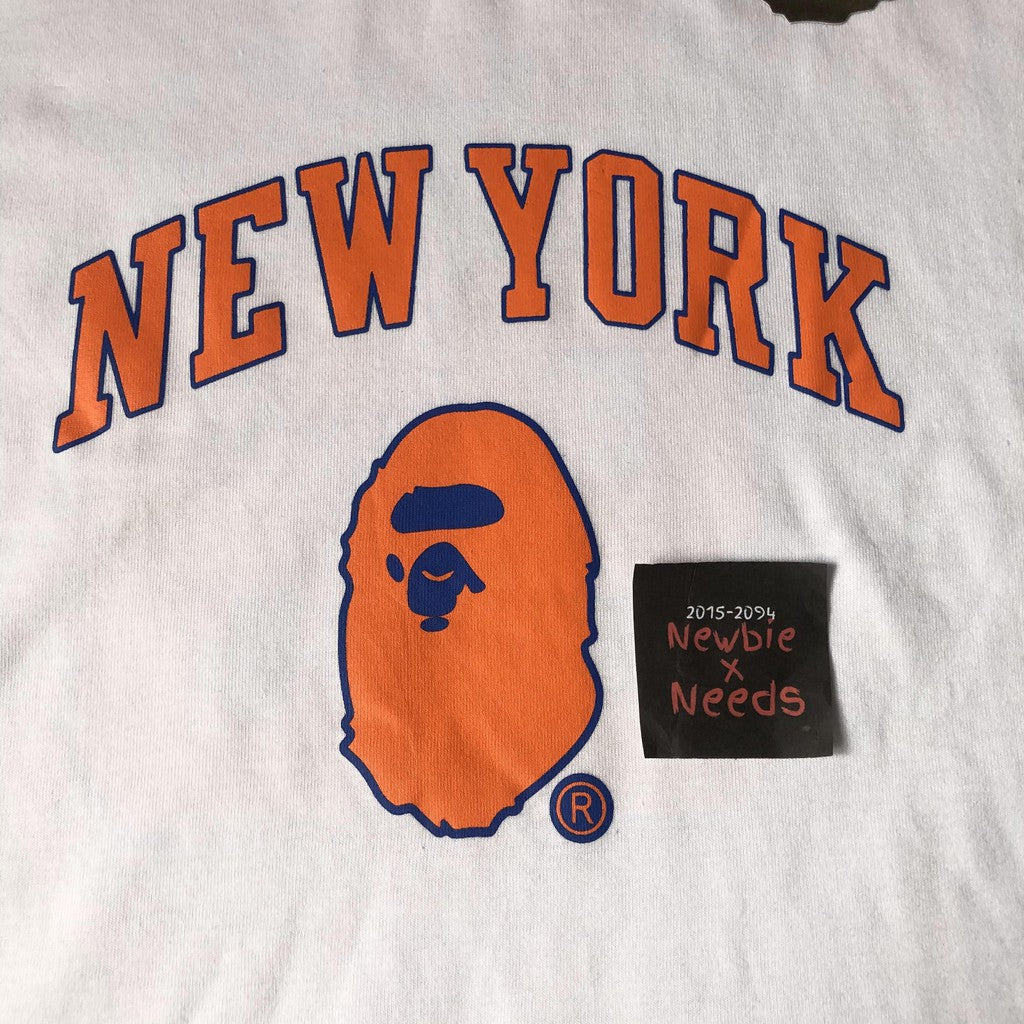 NEW YORK
®
2015-2094
Newbie
x
Needs